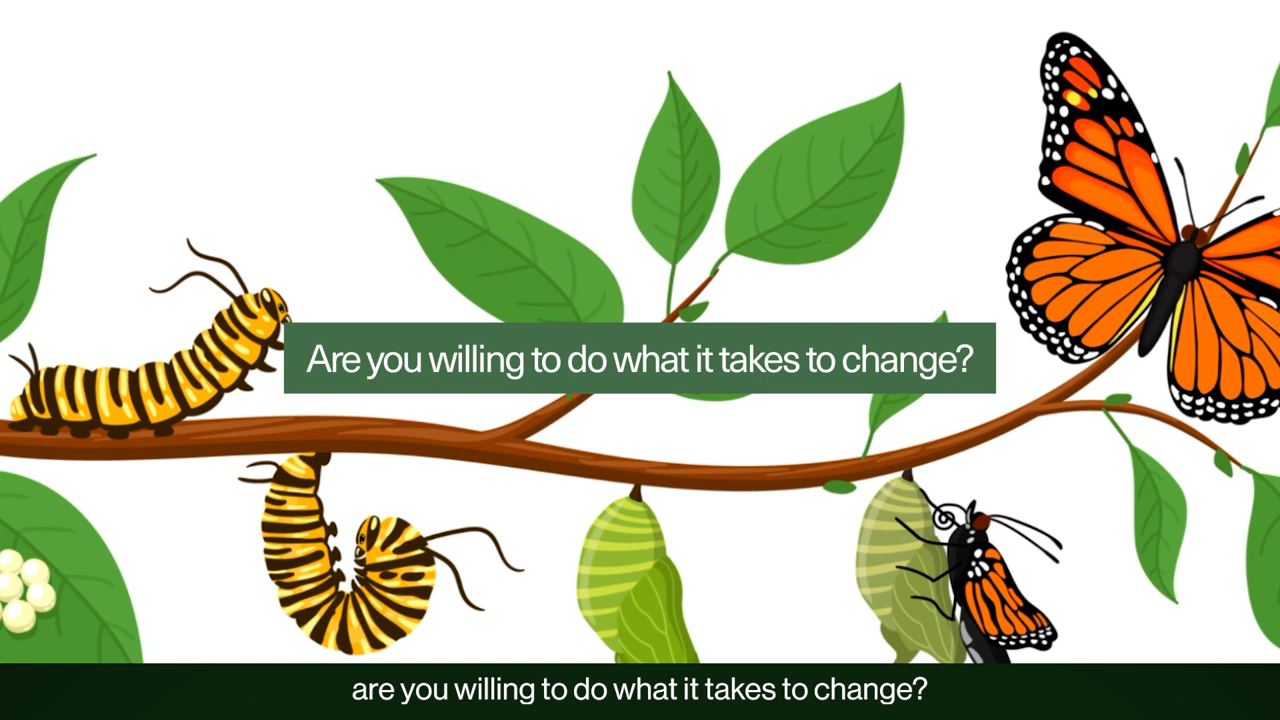 Are you willing to do what it takes to change?
are you willing to do what it takes to change?